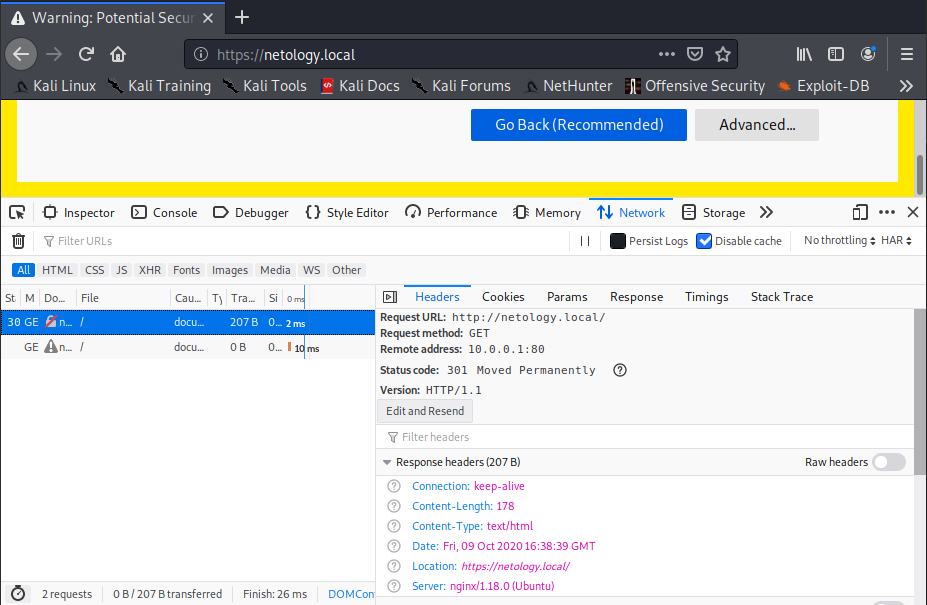 Warning: Potential Secur
https://netology.local
Kali Linux Kali Training Kali Tools Kali Docs Kali Forums NetHunter Offensive Security Exploit-DB
Go Back (Recommended) Advanced...
Inspector Console Debugger Style Editor Performance Memory Network Storage
Filter URLs Persist Logs Disable cache No throttling HAR
All HTML CSS JS XHR Fonts Images Media WS Other
St M Do... File Cau... Ty Tra... Si 0 ms
30 GE n... / docu... 207 B 0... 2 ms
GE n... / docu... 0 B 0... 10 ms
Headers Cookies Params Response Timings Stack Trace
Request URL: http://netology.local/
Request method: GET
Remote address: 10.0.0.1:80
Status code: 301 Moved Permanently
Version: HTTP/1.1
Edit and Resend
Filter headers
Response headers (207 B) Raw headers
Connection: keep-alive
Content-Length: 178
Content-Type: text/html
Date: Fri, 09 Oct 2020 16:38:39 GMT
Location: https://netology.local/
Server: nginx/1.18.0 (Ubuntu)
2 requests 0 B / 207 B transferred Finish: 26 ms DOMCon